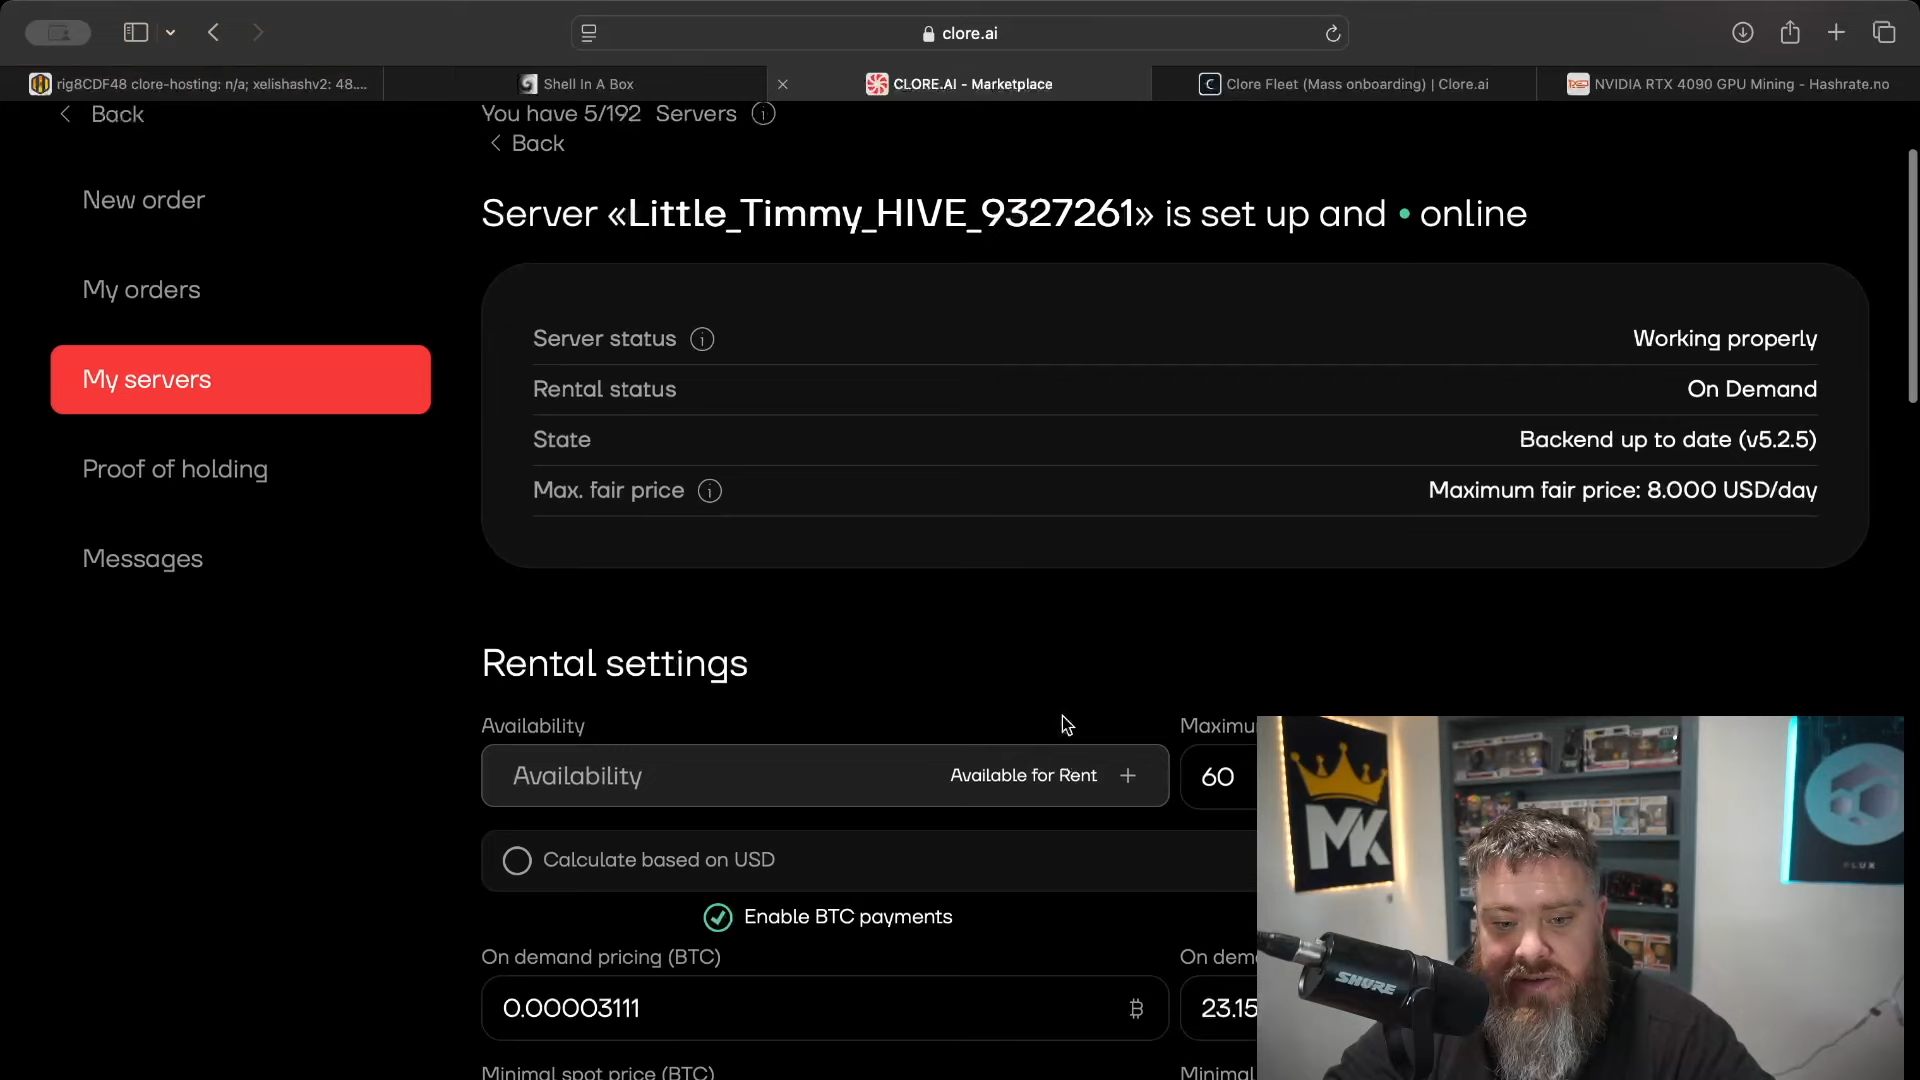 clore.ai
rig8CDF48 clore-hosting: n/a; xelishashv2: 48....
Shell In A Box
CLORE.AI - Marketplace
Clore Fleet (Mass onboarding) | Clore.ai
NVIDIA RTX 4090 GPU Mining - Hashrate.no
Back
You have 5/192 Servers
Back
New order
My orders
My servers
Proof of holding
Messages
Server «Little_Timmy_HIVE_9327261» is set up and • online
Server status
Working properly
Rental status
On Demand
State
Backend up to date (v5.2.5)
Max. fair price
Maximum fair price: 8.000 USD/day
Rental settings
Availability
Maximu
Availability
Available for Rent
60
Calculate based on USD
Enable BTC payments
On demand pricing (BTC)
On dem
0.00003111
23.15
Minimal spot price (BTC)
Minimal
MK
SHURE
FLUX